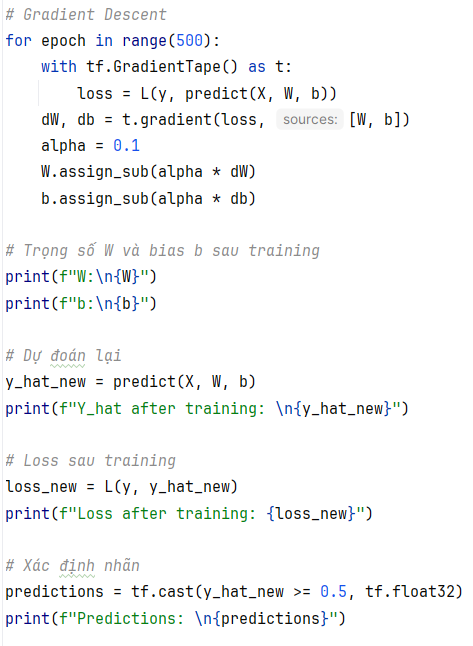 # Gradient Descent
for epoch in range(500):
    with tf.GradientTape() as t:
        loss = L(y, predict(X, W, b))
    dW, db = t.gradient(loss, sources: [W, b])
    alpha = 0.1
    W.assign_sub(alpha * dW)
    b.assign_sub(alpha * db)

# Trọng số W và bias b sau training
print(f"W:\n{W}")
print(f"b:\n{b}")

# Dự đoán lại
y_hat_new = predict(X, W, b)
print(f"Y_hat after training: \n{y_hat_new}")

# Loss sau training
loss_new = L(y, y_hat_new)
print(f"Loss after training: {loss_new}")

# Xác định nhãn
predictions = tf.cast(y_hat_new >= 0.5, tf.float32)
print(f"Predictions: \n{predictions}")